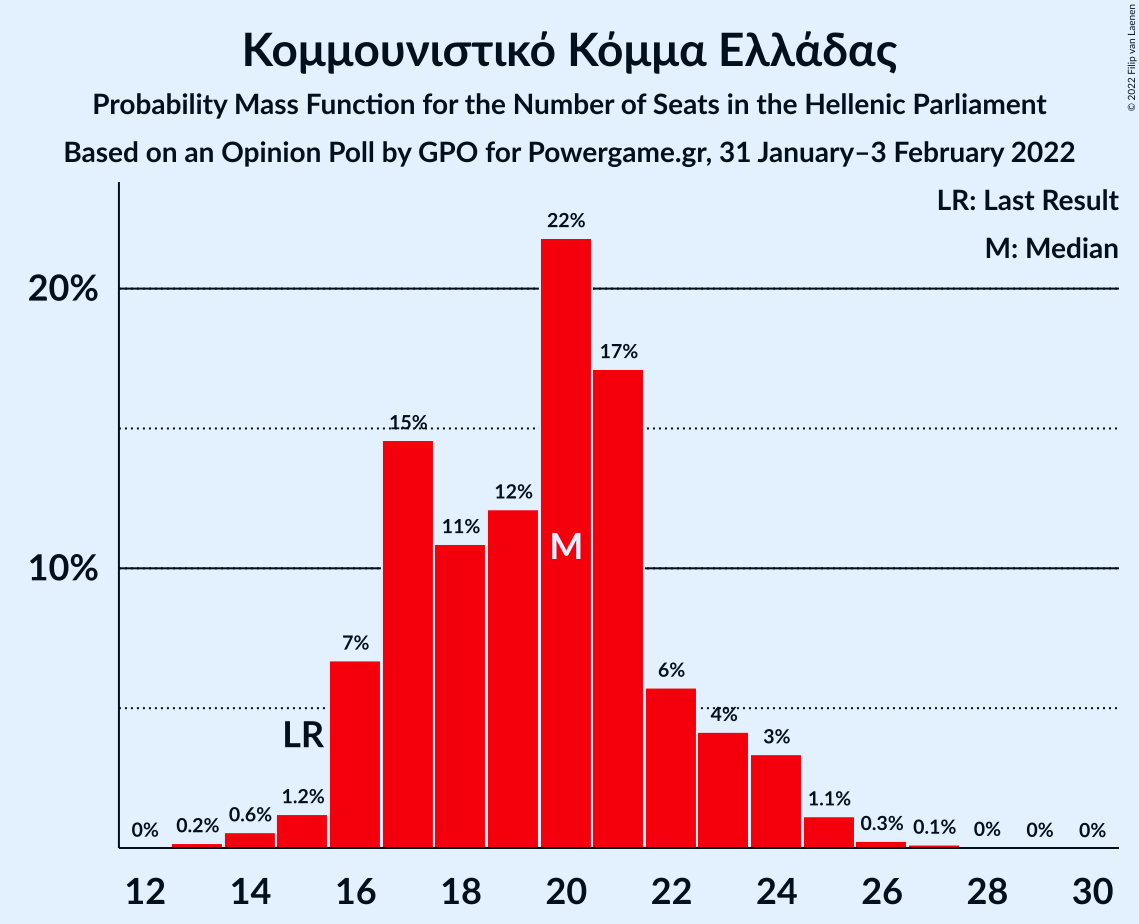 Κομμουνιστικό Κόμμα Ελλάδας
Probability Mass Function for the Number of Seats in the Hellenic Parliament
Based on an Opinion Poll by GPO for Powergame.gr, 31 January–3 February 2022
© 2022 Filip van Laenen
LR: Last Result
M: Median
20%
10%
0%
0.2%
0.6%
1.2%
LR
7%
15%
11%
12%
22%
M
17%
6%
4%
3%
1.1%
0.3%
0.1%
0%
0%
0%
12 14 16 18 20 22 24 26 28 30